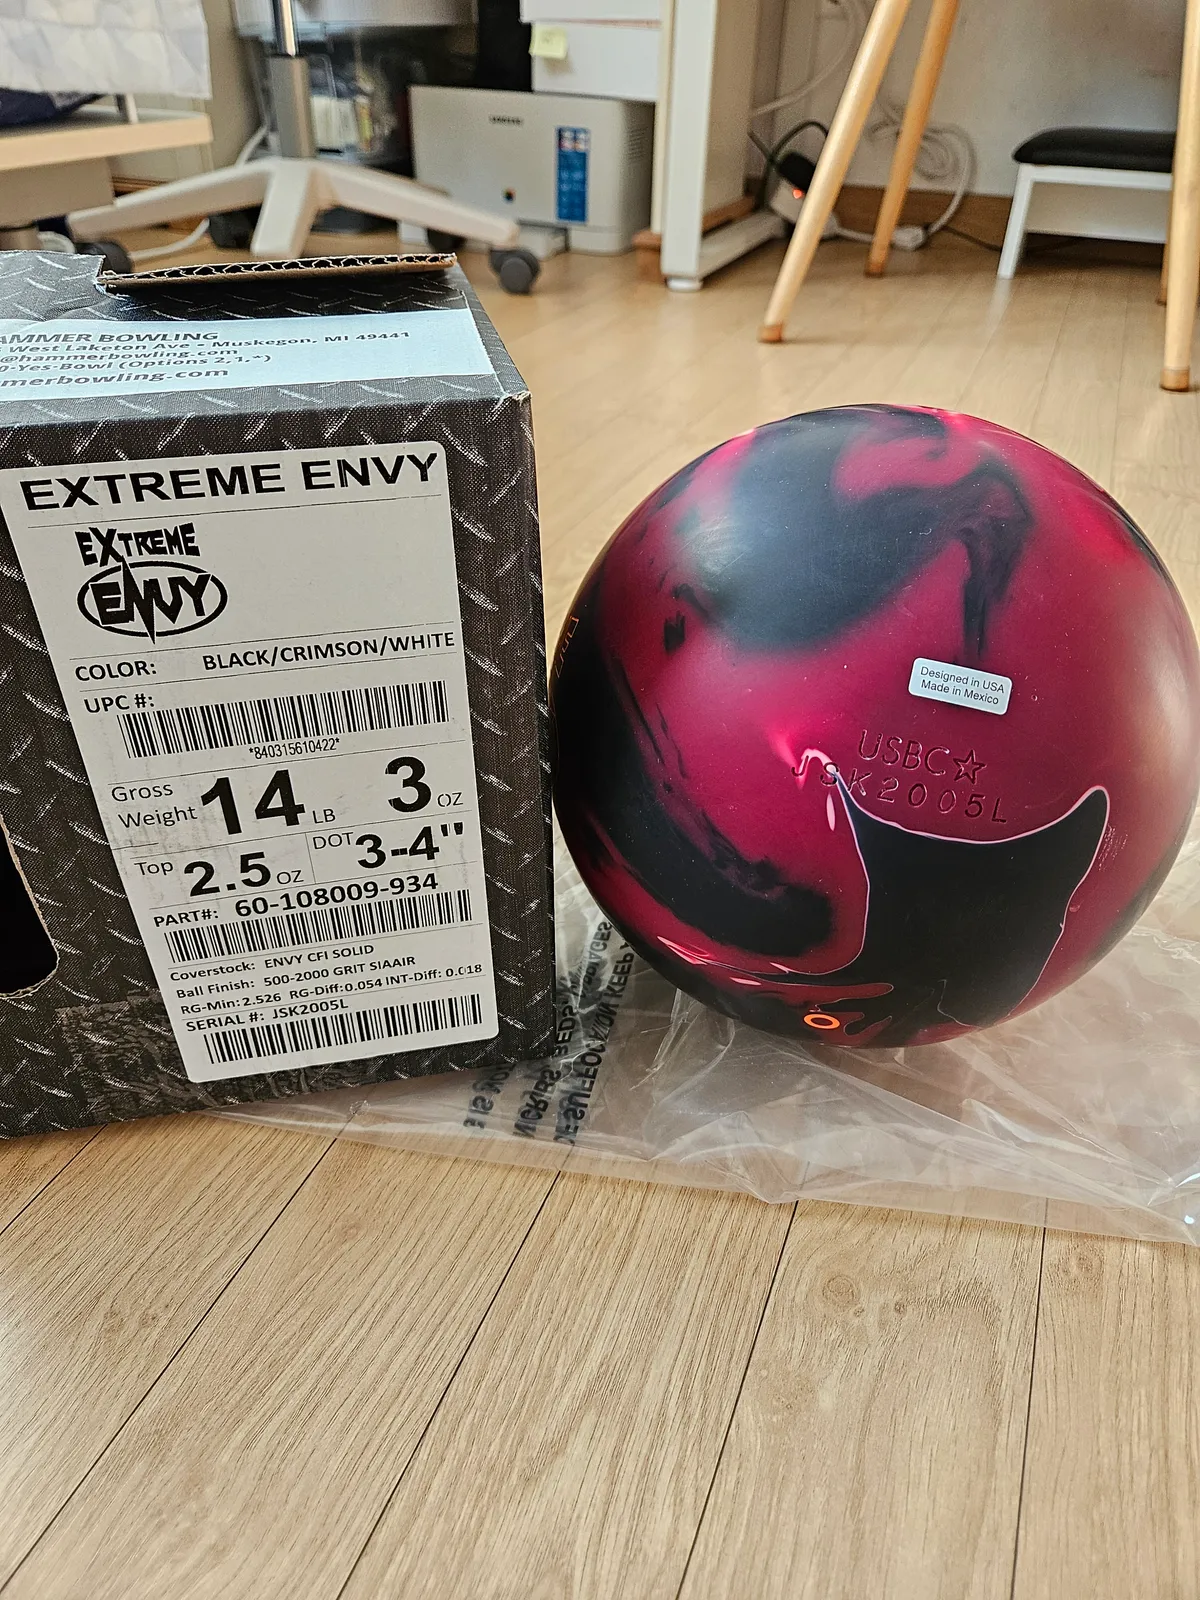 AMMER BOWLING
West Laketon Ave - Muskegon, MI 49441
@hammerbowling.com
0-Yes-Bowl (Options 2,1,*)
merbowling.com
EXTREME ENVY
EXTREME
ENVY
COLOR: BLACK/CRIMSON/WHITE
UPC #:
*840315610422*
Gross Weight 14 LB 3 OZ
Top 2.5 OZ DOT 3-4"
PART#: 60-108009-934
Coverstock: ENVY CFI SOLID
Ball Finish: 500-2000 GRIT SIAAIR
RG-Min: 2.526 RG-Diff: 0.054 INT-Diff: 0.018
SERIAL #: JSK2005L
Designed in USA
Made in Mexico
USBC☆
JSK2005L